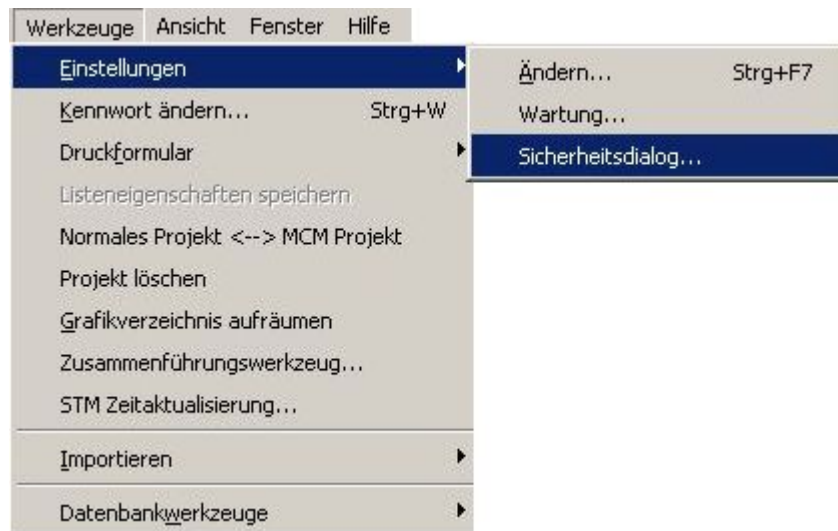 Werkzeuge Ansicht Fenster Hilfe
Einstellungen
Ändern... Strg+F7
Wartung...
Sicherheitsdialog...
Kennwort ändern... Strg+W
Druckformular
Listeneigenschaften speichern
Normales Projekt <--> MCM Projekt
Projekt löschen
Grafikverzeichnis aufräumen
Zusammenführungswerkzeug...
STM Zeitaktualisierung...
Importieren
Datenbankwerkzeuge